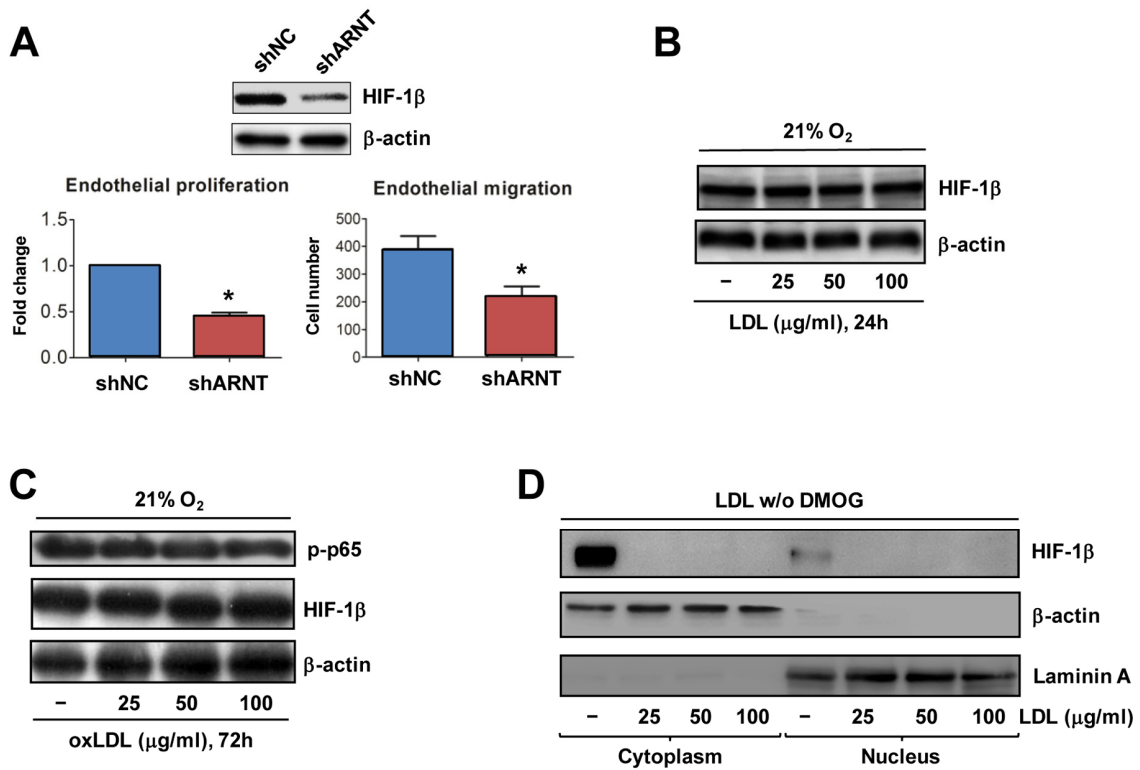 A
shNC
shARNT
HIF-1β
β-actin
Endothelial proliferation
Fold change
1.5
1.0
0.5
0.0
*
shNC
shARNT
Endothelial migration
Cell number
500
400
300
200
100
0
*
shNC
shARNT
B
21% O₂
HIF-1β
β-actin
– 25 50 100
LDL (μg/ml), 24h
C
21% O₂
p-p65
HIF-1β
β-actin
– 25 50 100
oxLDL (μg/ml), 72h
D
LDL w/o DMOG
HIF-1β
β-actin
Laminin A
– 25 50 100 – 25 50 100 LDL (μg/ml)
Cytoplasm Nucleus